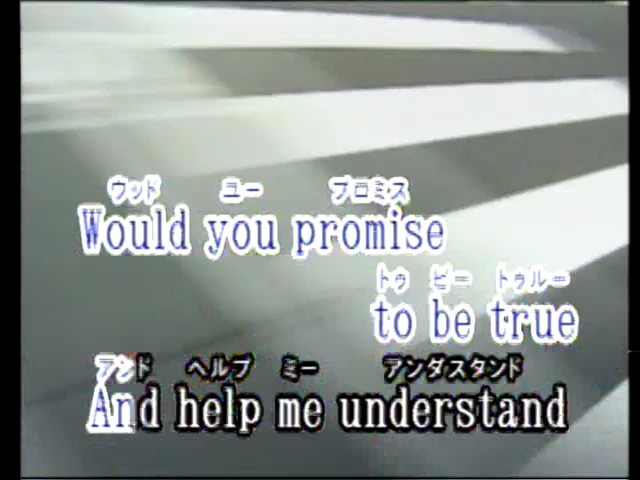 ウッド ユー プロミス
Would you promise
トゥ ビー トゥルー
to be true
アンド ヘルプ ミー アンダスタンド
And help me understand